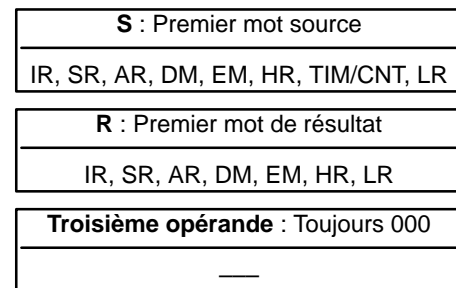 S : Premier mot source
IR, SR, AR, DM, EM, HR, TIM/CNT, LR
R : Premier mot de résultat
IR, SR, AR, DM, EM, HR, LR
Troisième opérande : Toujours 000
___